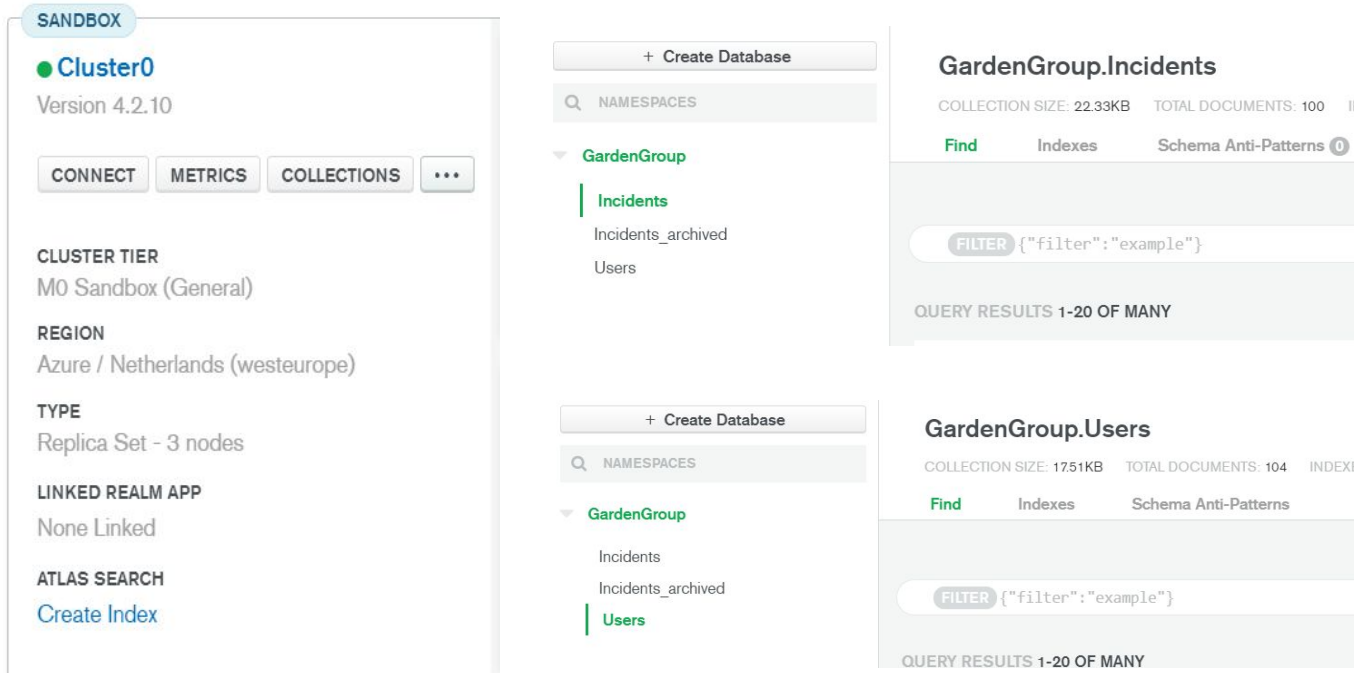 SANDBOX
Cluster0
Version 4.2.10
CONNECT METRICS COLLECTIONS ...
CLUSTER TIER
M0 Sandbox (General)
REGION
Azure / Netherlands (westeurope)
TYPE
Replica Set - 3 nodes
LINKED REALM APP
None Linked
ATLAS SEARCH
Create Index
+ Create Database
NAMESPACES
GardenGroup
Incidents
Incidents_archived
Users
GardenGroup.Incidents
COLLECTION SIZE: 22.33KB TOTAL DOCUMENTS: 100
Find Indexes Schema Anti-Patterns 0
FILTER {"filter":"example"}
QUERY RESULTS 1-20 OF MANY
+ Create Database
NAMESPACES
GardenGroup
Incidents
Incidents_archived
Users
GardenGroup.Users
COLLECTION SIZE: 17.51KB TOTAL DOCUMENTS: 104 INDEX
Find Indexes Schema Anti-Patterns
FILTER {"filter":"example"}
QUERY RESULTS 1-20 OF MANY